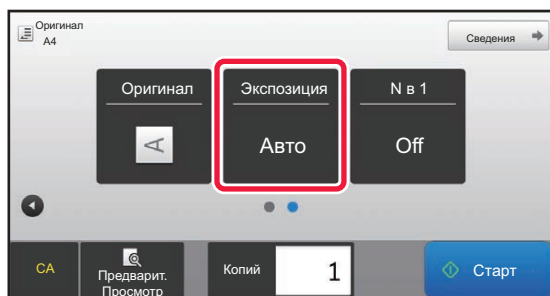 Оригинал
A4
Сведения
Оригинал
Экспозиция
N в 1
A
Авто
Off
CA
Предварит.
Просмотр
Копий
1
Старт